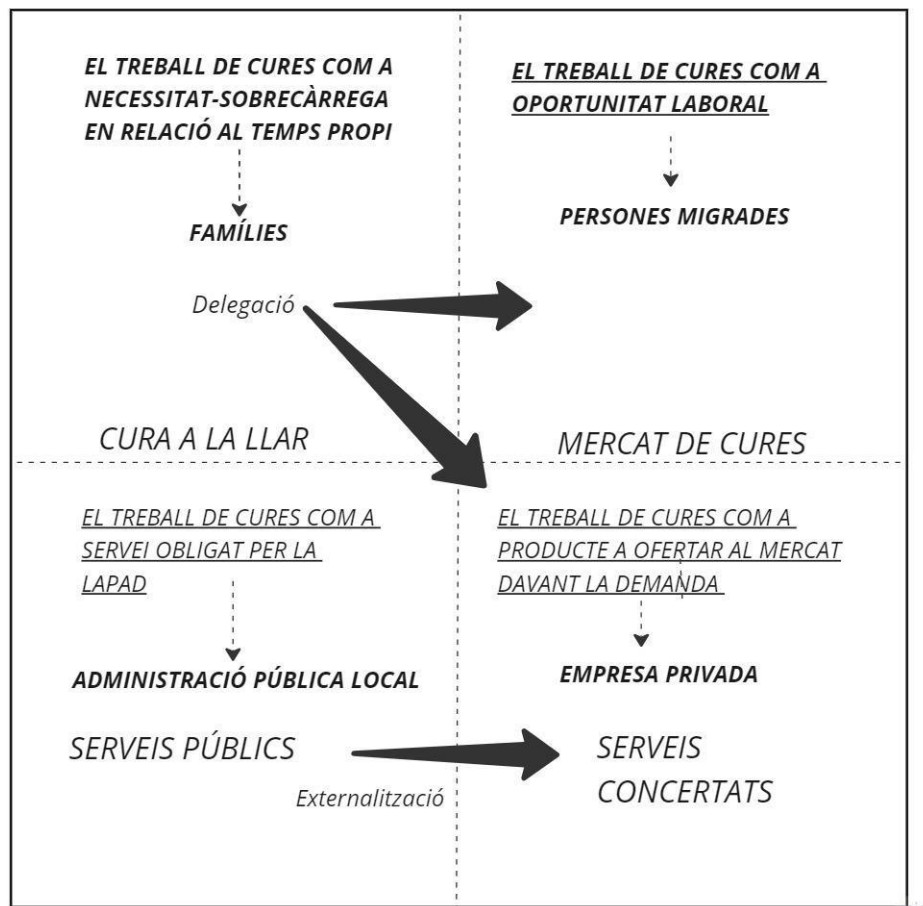 EL TREBALL DE CURES COM A
NECESSITAT-SOBRECÀRREGA
EN RELACIÓ AL TEMPS PROPI
FAMÍLIES
Delegació
CURA A LA LLAR
EL TREBALL DE CURES COM A
OPORTUNITAT LABORAL
PERSONES MIGRADES
MERCAT DE CURES
EL TREBALL DE CURES COM A
SERVEI OBLIGAT PER LA
LAPAD
ADMINISTRACIÓ PÚBLICA LOCAL
SERVEIS PÚBLICS
Externalització
EL TREBALL DE CURES COM A
PRODUCTE A OFERTAR AL MERCAT
DAVANT LA DEMANDA
EMPRESA PRIVADA
SERVEIS
CONCERTATS